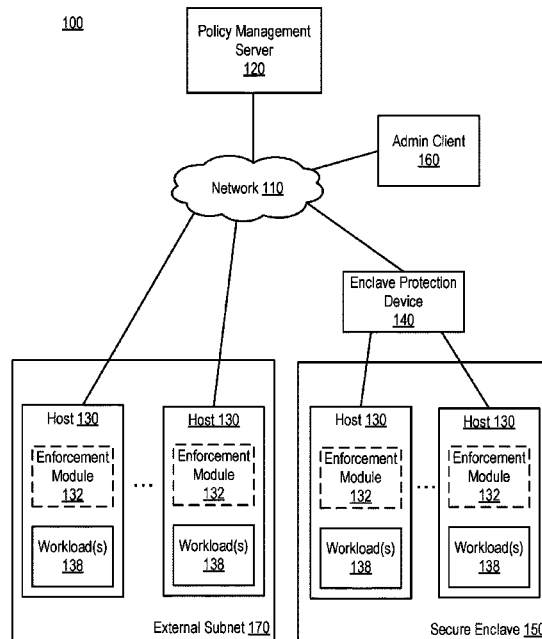 100
Policy Management
Server
120
Admin Client
160
Network 110
Enclave Protection
Device
140
Host 130
Enforcement
Module
132
Workload(s)
138
...
Host 130
Enforcement
Module
132
Workload(s)
138
External Subnet 170
Host 130
Enforcement
Module
132
Workload(s)
138
...
Host 130
Enforcement
Module
132
Workload(s)
138
Secure Enclave 150